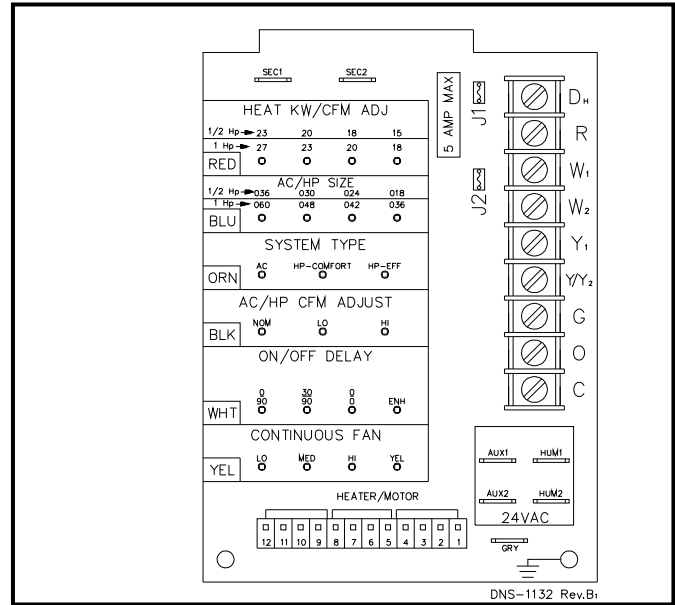 SEC1 SEC2
5 AMP MAX
J1
J2
HEAT KW/CFM ADJ
1/2 Hp 23 20 18 15
1 Hp 27 23 20 18
RED
AC/HP SIZE
1/2 Hp 036 030 024 018
1 Hp 060 048 042 036
BLU
SYSTEM TYPE
AC HP-COMFORT HP-EFF
ORN
AC/HP CFM ADJUST
NOM LO HI
BLK
ON/OFF DELAY
0 30 0
90 90 0 ENH
WHT
CONTINUOUS FAN
LO MED HI YEL
YEL
HEATER/MOTOR
12 11 10 9 8 7 6 5 4 3 2 1
DH
R
W1
W2
Y1
Y/Y2
G
O
C
AUX1 HUM1
AUX2 HUM2
24VAC
GRY
DNS-1132 Rev.B1